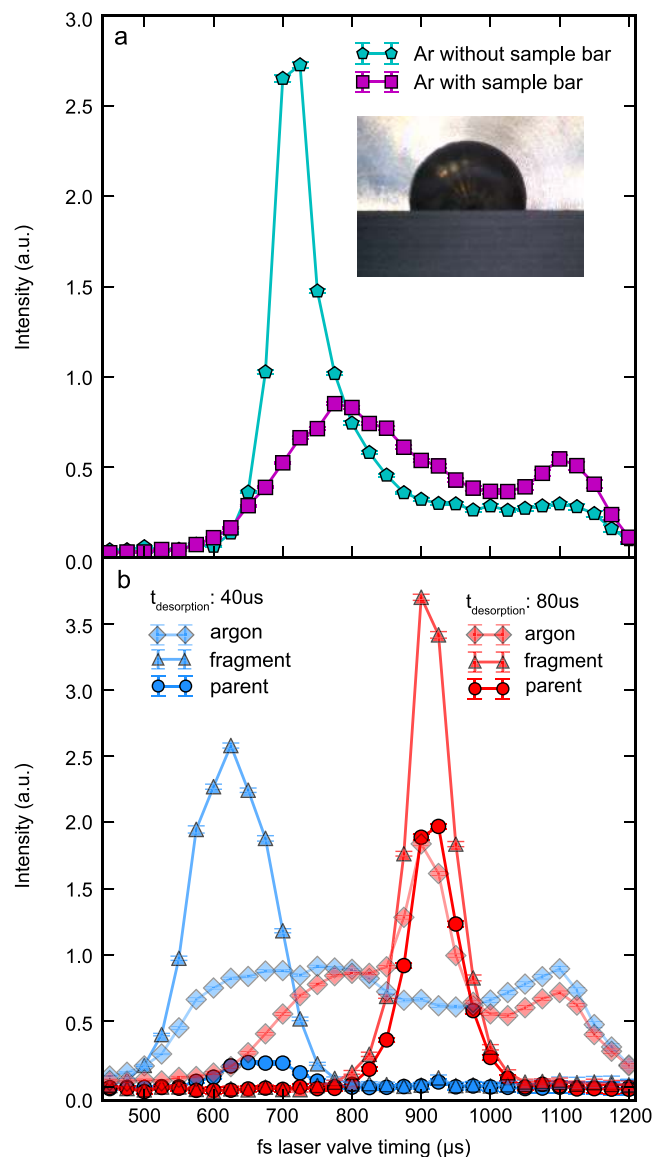 3.0
a
Ar without sample bar
Ar with sample bar
2.5
2.0
1.5
1.0
0.5
0.0
Intensity (a.u.)
b
t_desorption: 40us
argon
fragment
parent
t_desorption: 80us
argon
fragment
parent
3.5
3.0
2.5
2.0
1.5
1.0
0.5
0.0
Intensity (a.u.)
500 600 700 800 900 1000 1100 1200
fs laser valve timing (µs)